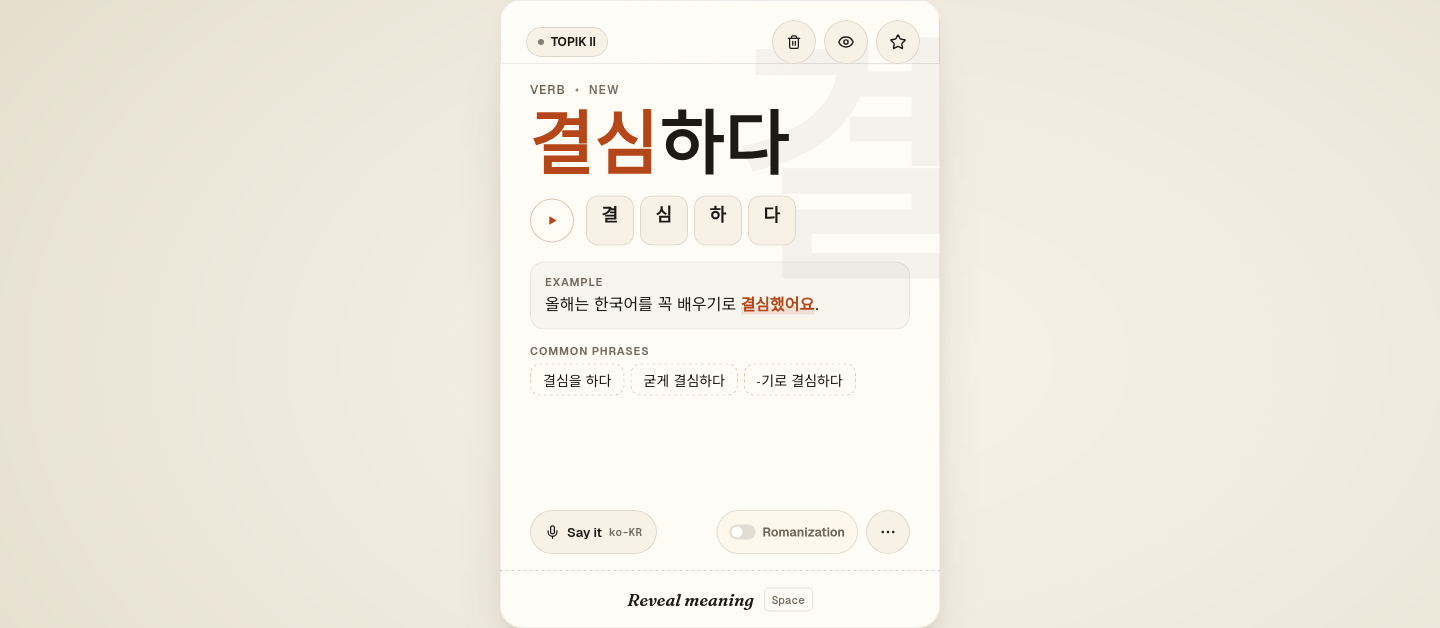 TOPIK II
VERB • NEW
결심하다
결 심 하 다
EXAMPLE
올해는 한국어를 꼭 배우기로 결심했어요.
COMMON PHRASES
결심을 하다 굳게 결심하다 -기로 결심하다
Say it ko-KR Romanization
Reveal meaning Space
결